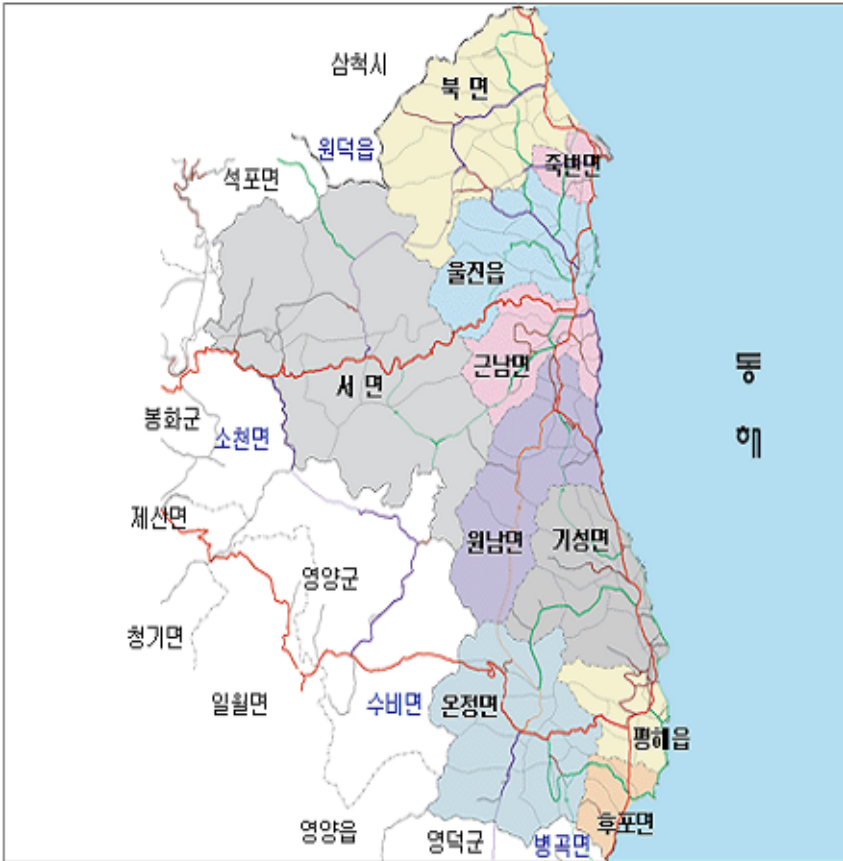 삼척시
북 면
원덕읍
죽변면
석포면
울진읍
동
해
근남면
서 면
봉화군
소천면
제산면
원남면
기성면
영양군
청기면
일월면
수비면
온정면
평해읍
후포면
영양읍
영덕군
병곡면